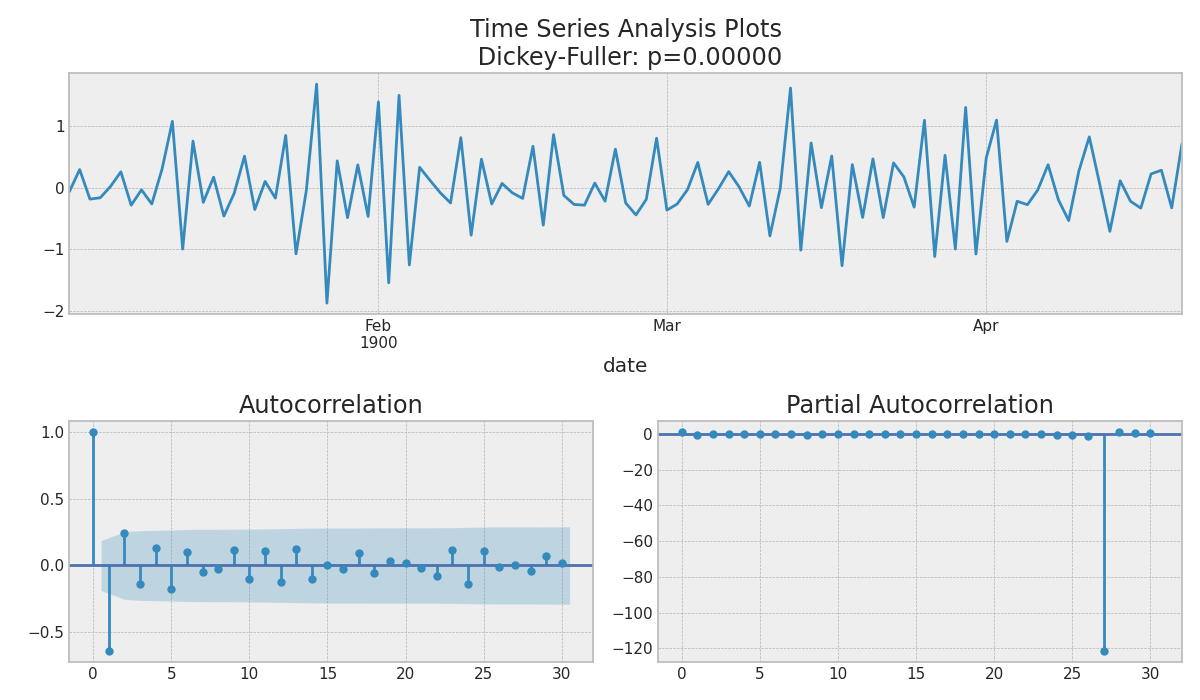 Time Series Analysis Plots
Dickey-Fuller: p=0.00000
1
0
−1
−2
Feb
1900
Mar
Apr
date
Autocorrelation
1.0
0.5
0.0
−0.5
0 5 10 15 20 25 30
Partial Autocorrelation
0
−20
−40
−60
−80
−100
−120
0 5 10 15 20 25 30